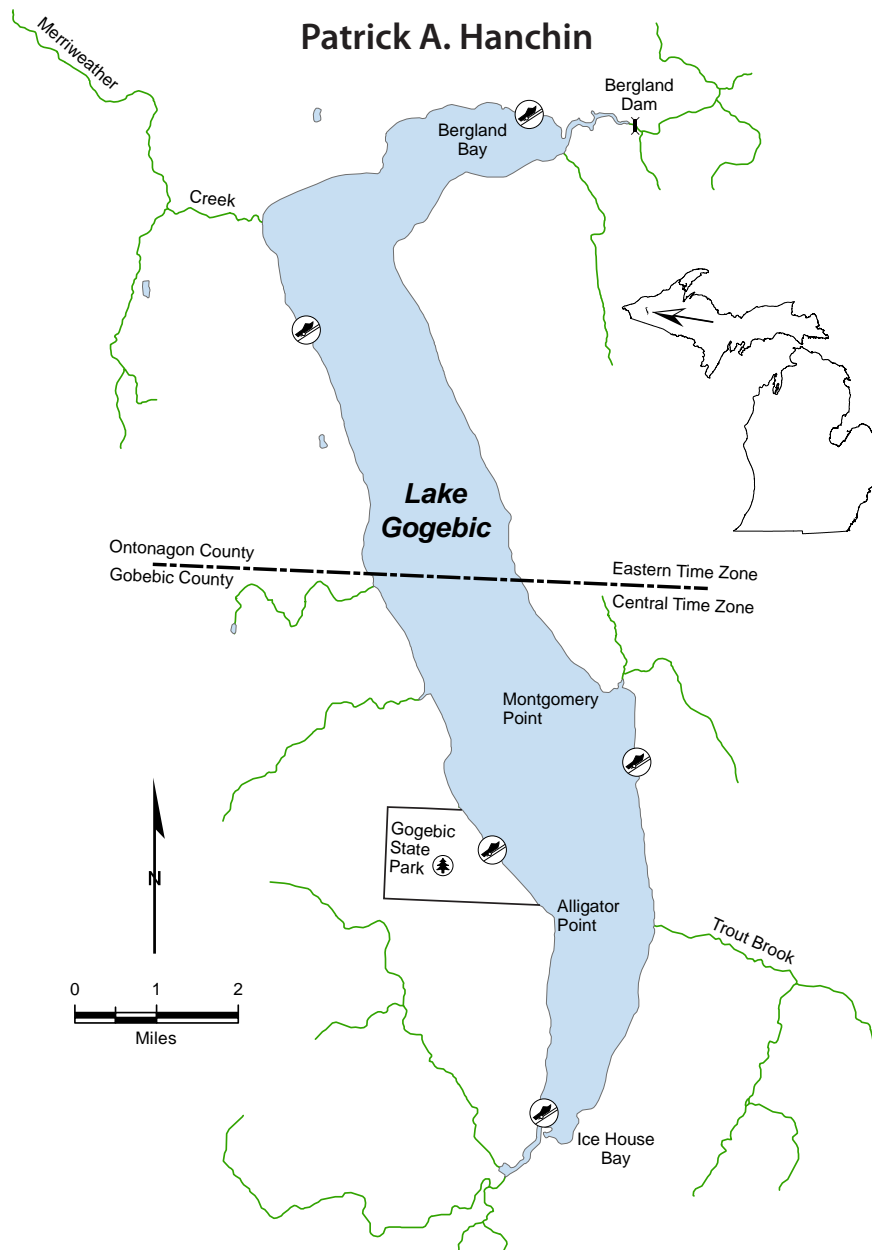 Patrick A. Hanchin
Merriweather
Creek
Bergland
Dam
Bergland
Bay
Lake
Gogebic
Ontonagon County
Gobebic County
Eastern Time Zone
Central Time Zone
Montgomery
Point
N
Gogebic
State
Park
Alligator
Point
Trout Brook
0 1 2
Miles
Ice House
Bay